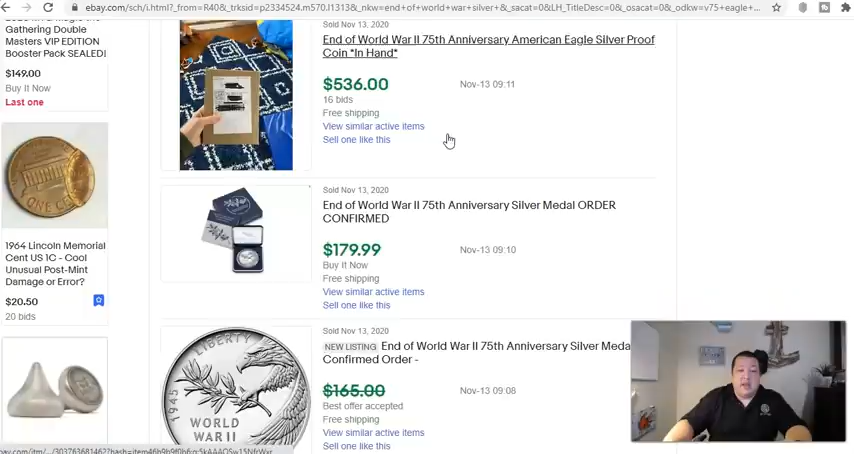 ebay.com/sch/i.html?_from=R40&_trksid=p2334524.m570.l1313&_nkw=end+of+world+war+silver+&_sacat=0&LH_TitleDesc=0&_osacat=0&_odkw=v75+eagle+...
Gathering Double
Masters VIP EDITION
Booster Pack SEALED!
$149.00
Buy It Now
Last one
1964 Lincoln Memorial
Cent US 1C - Cool
Unusual Post-Mint
Damage or Error?
$20.50
20 bids
Sold Nov 13, 2020
End of World War II 75th Anniversary American Eagle Silver Proof
Coin *In Hand*
$536.00
Nov-13 09:11
16 bids
Free shipping
View similar active items
Sell one like this
Sold Nov 13, 2020
End of World War II 75th Anniversary Silver Medal ORDER
CONFIRMED
$179.99
Nov-13 09:10
Buy It Now
Free shipping
View similar active items
Sell one like this
Sold Nov 13, 2020
NEW LISTING End of World War II 75th Anniversary Silver Meda
Confirmed Order -
$165.00
Nov-13 09:08
Best offer accepted
Free shipping
View similar active items
Sell one like this
ONE CENT
LIBERTY
1945
WORLD
WAR II